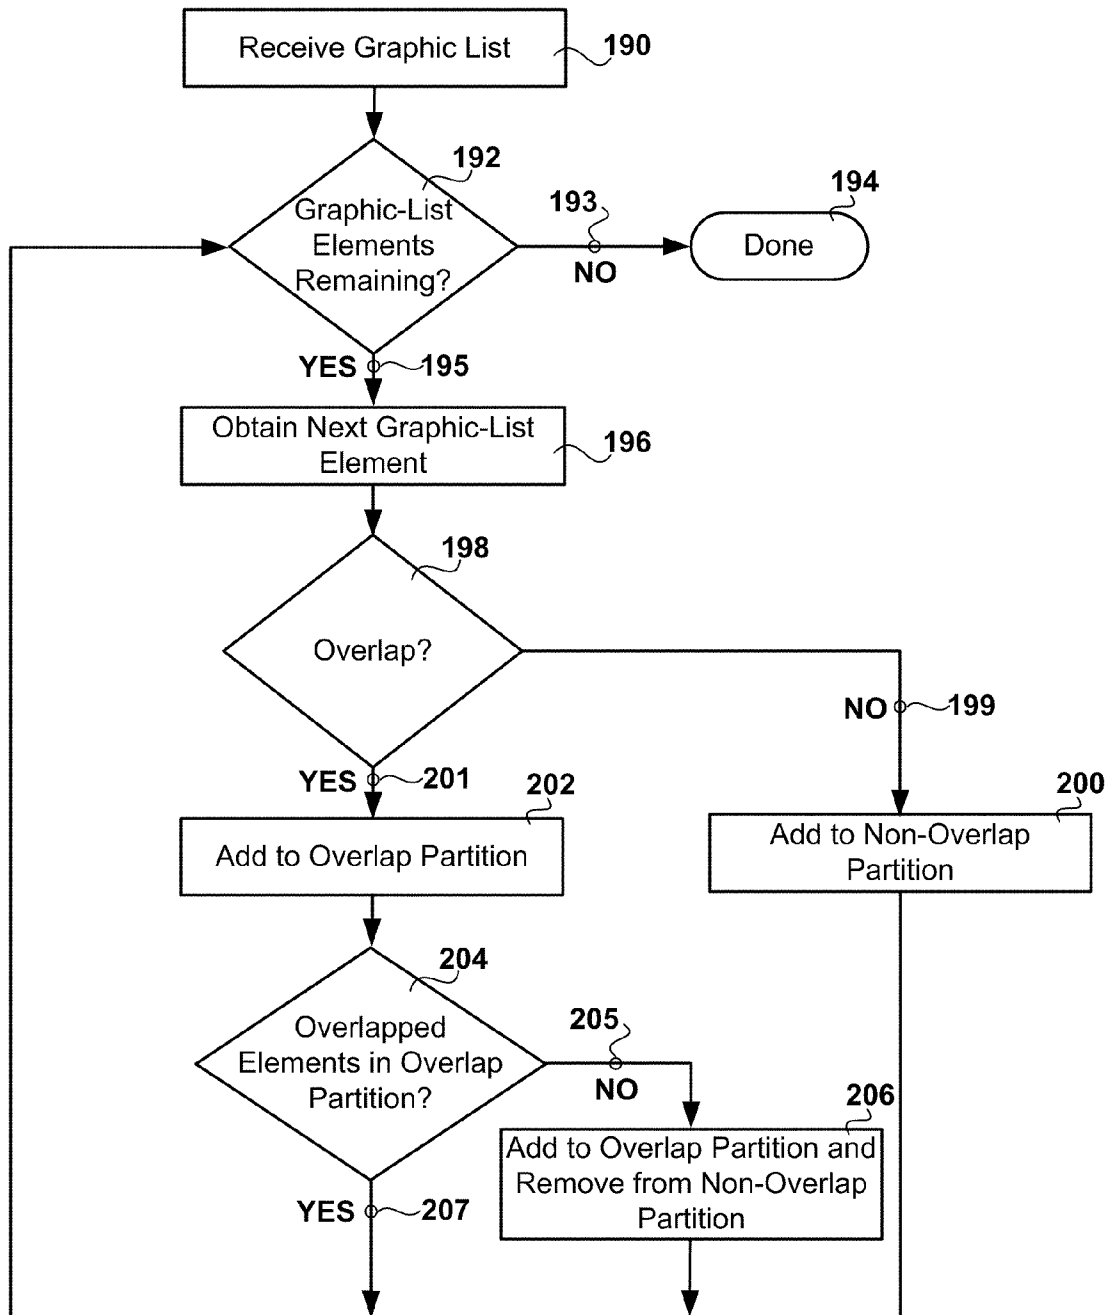 Receive Graphic List
190
192
Graphic-List
Elements
Remaining?
193
NO
194
Done
YES
195
Obtain Next Graphic-List
Element
196
198
Overlap?
NO
199
YES
201
202
Add to Overlap Partition
200
Add to Non-Overlap
Partition
204
Overlapped
Elements in Overlap
Partition?
205
NO
206
Add to Overlap Partition and
Remove from Non-Overlap
Partition
YES
207